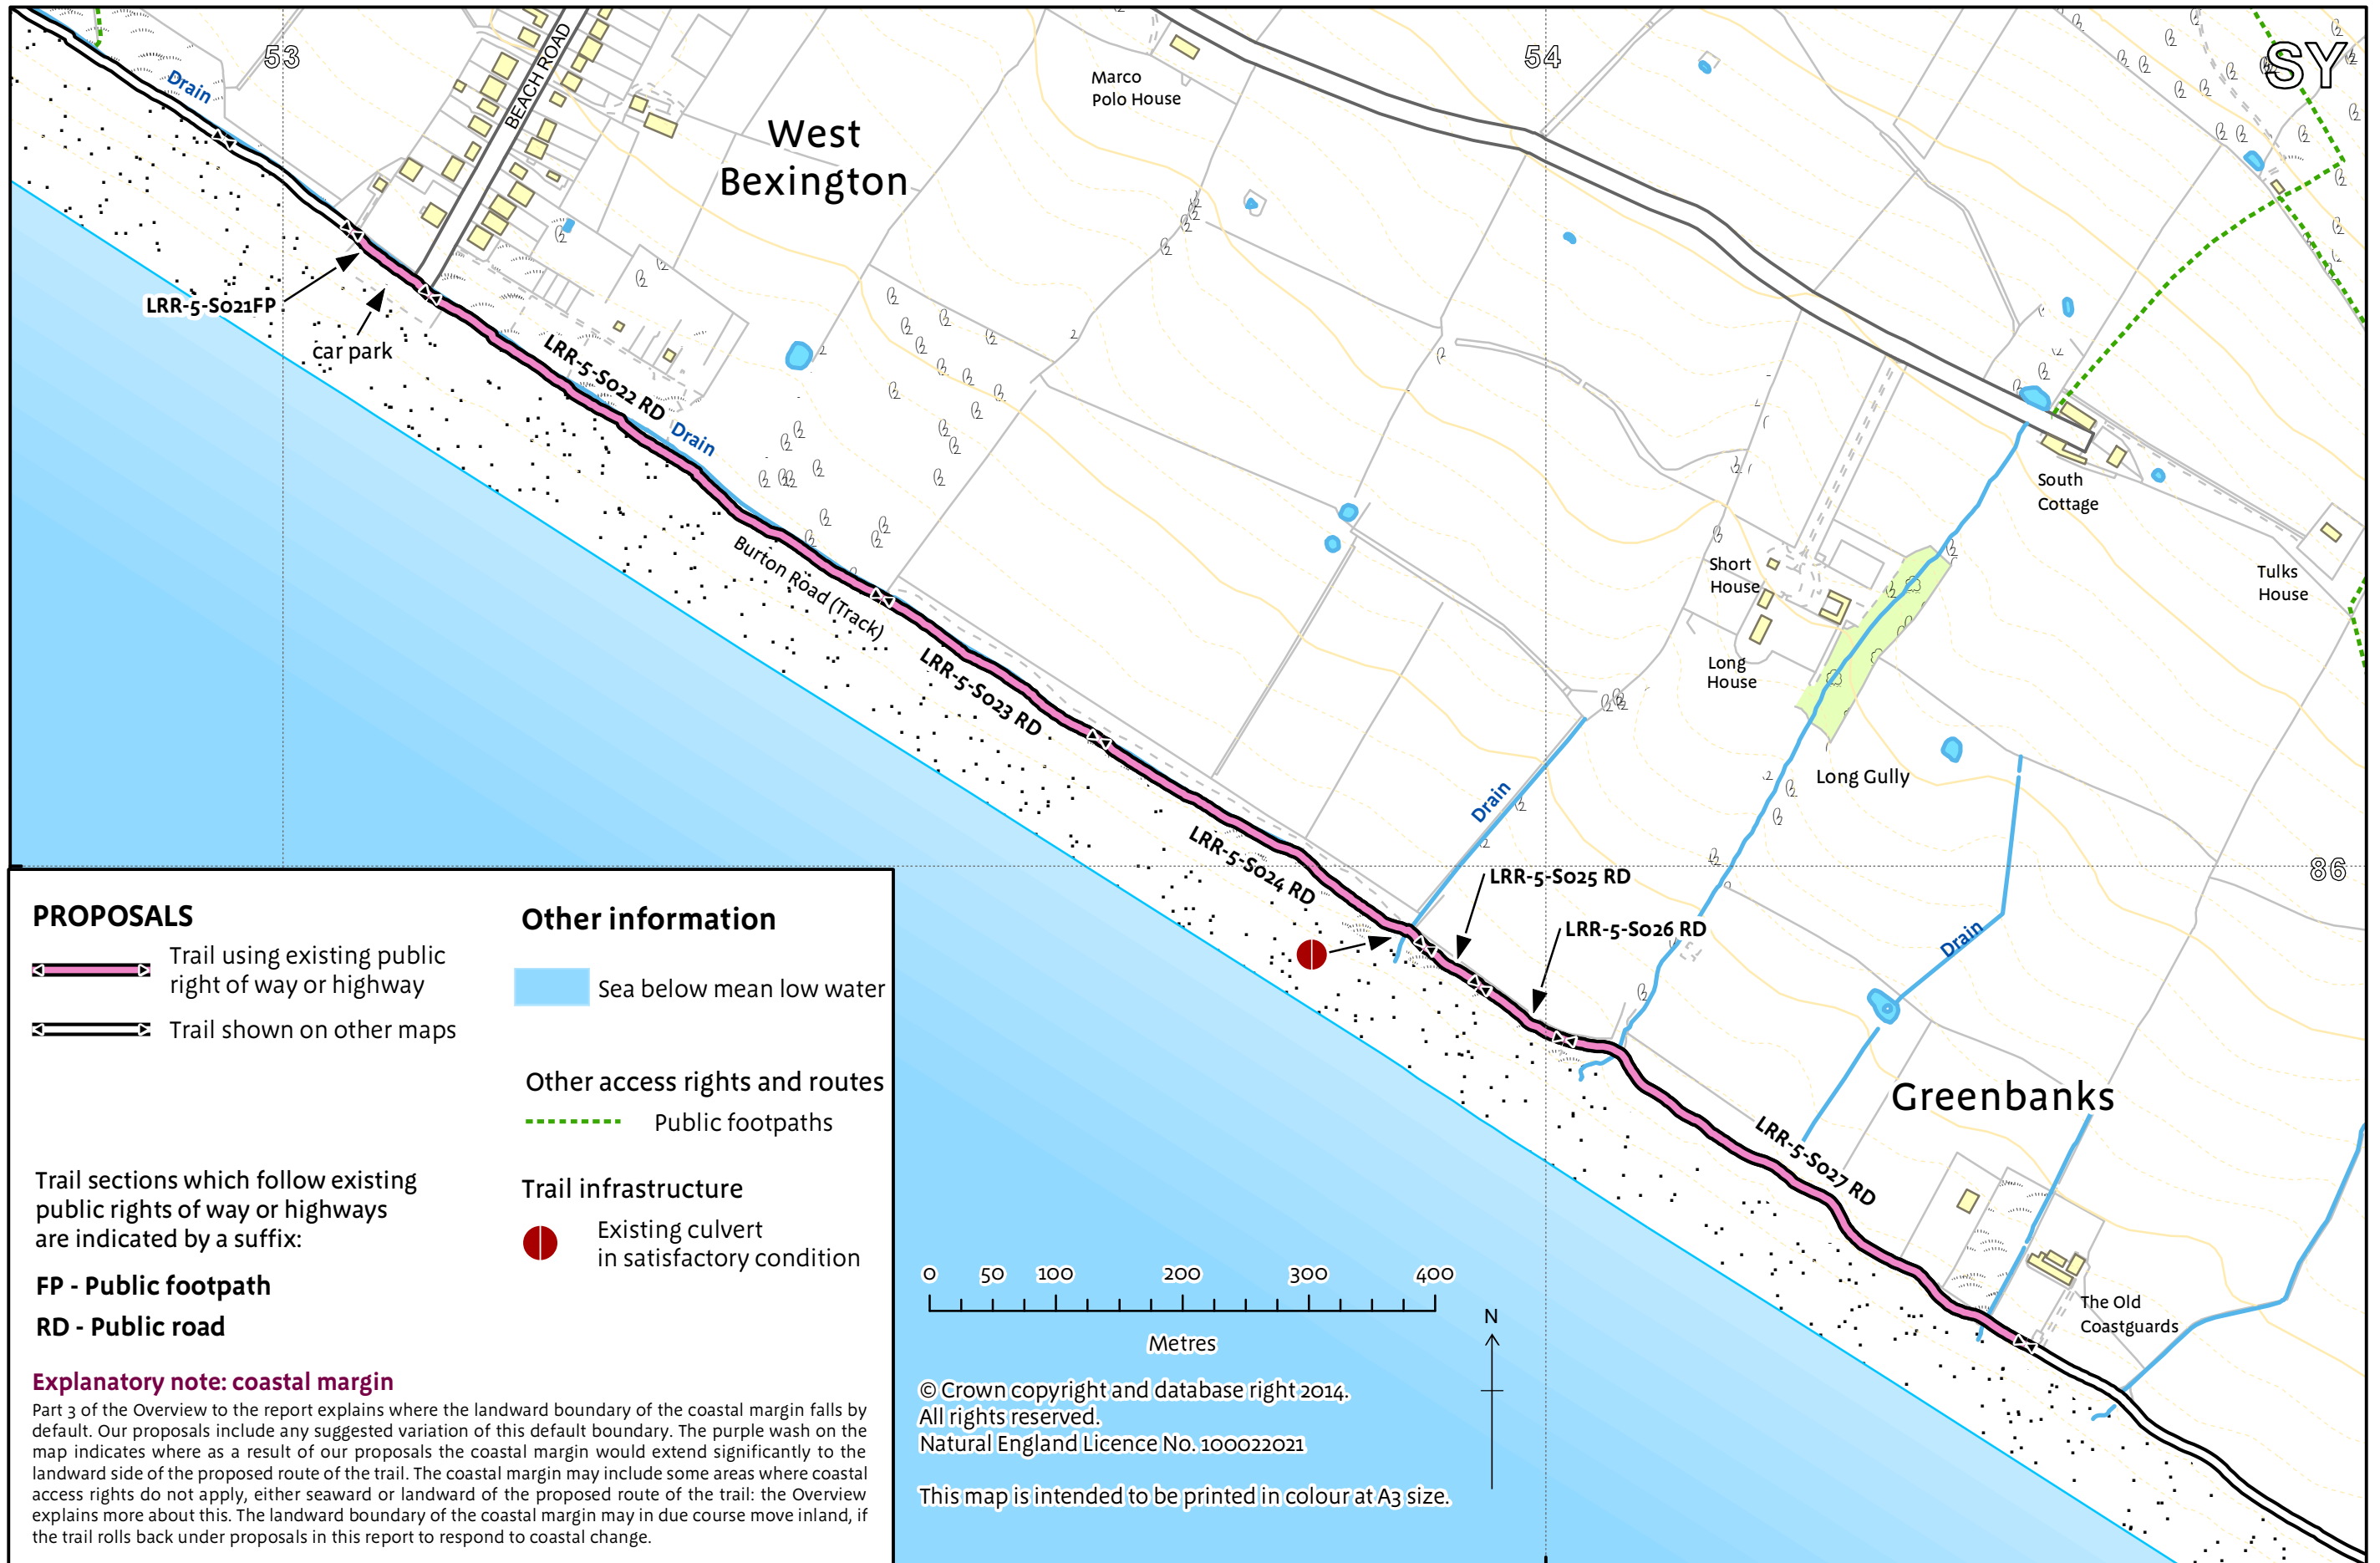 53
54
SY
Drain
BEACH ROAD
Marco
Polo House
West
Bexington
LRR-5-S021FP
car park
LRR-5-S022 RD
Drain
Burton Road (Track)
LRR-5-S023 RD
South
Cottage
Short
House
Tulks
House
Long
House
Long Gully
Drain
LRR-5-S024 RD
LRR-5-S025 RD
86
LRR-5-S026 RD
Drain
Greenbanks
LRR-5-S027 RD
The Old
Coastguards
PROPOSALS
Trail using existing public
right of way or highway
Trail shown on other maps
Trail sections which follow existing
public rights of way or highways
are indicated by a suffix:
FP - Public footpath
RD - Public road
Other information
Sea below mean low water
Other access rights and routes
Public footpaths
Trail infrastructure
Existing culvert
in satisfactory condition
Explanatory note: coastal margin
Part 3 of the Overview to the report explains where the landward boundary of the coastal margin falls by
default. Our proposals include any suggested variation of this default boundary. The purple wash on the
map indicates where as a result of our proposals the coastal margin would extend significantly to the
landward side of the proposed route of the trail. The coastal margin may include some areas where coastal
access rights do not apply, either seaward or landward of the proposed route of the trail: the Overview
explains more about this. The landward boundary of the coastal margin may in due course move inland, if
the trail rolls back under proposals in this report to respond to coastal change.
0 50 100 200 300 400
Metres
N
© Crown copyright and database right 2014.
All rights reserved.
Natural England Licence No. 100022021
This map is intended to be printed in colour at A3 size.